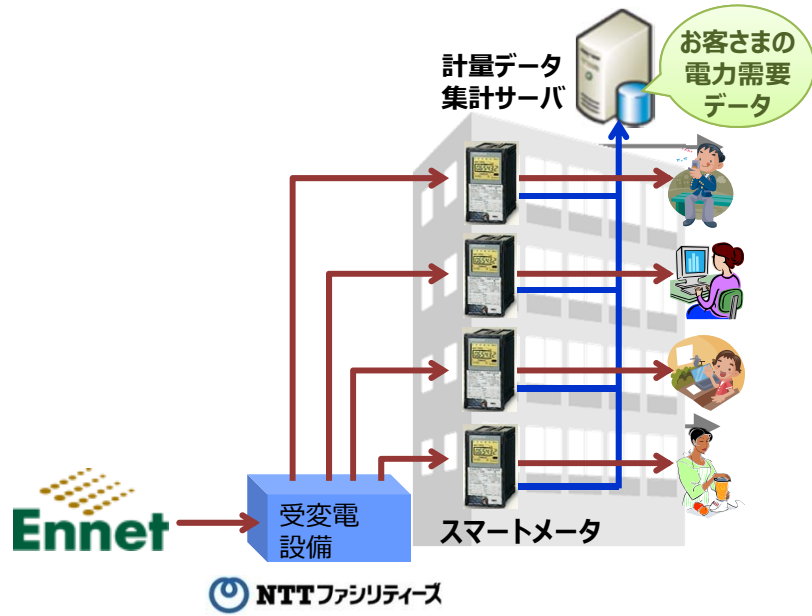 お客さまの
電力需要
データ
計量データ
集計サーバ
スマートメータ
Ennet
受変電
設備
NTTファシリティーズ